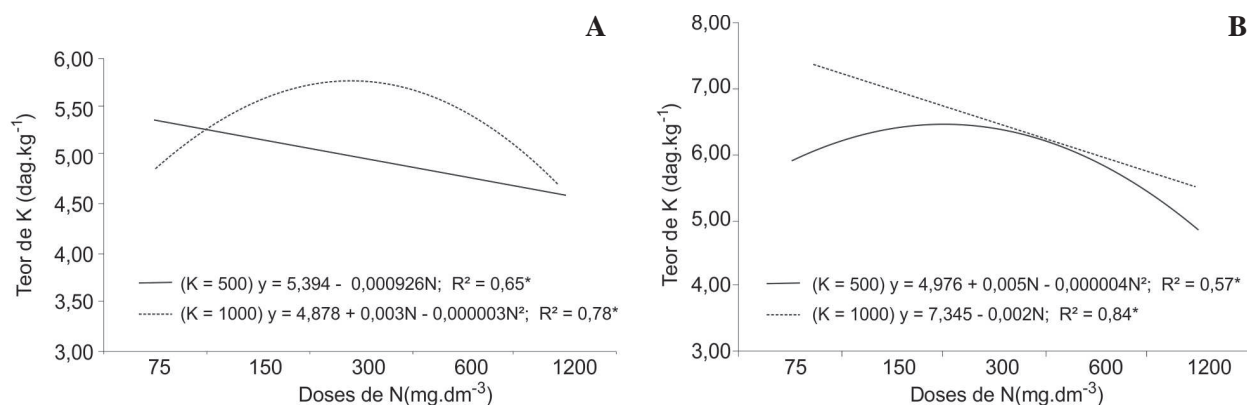 A
6,00
5,50
5,00
4,50
4,00
3,50
3,00
Teor de K (dag.kg⁻¹)
(K = 500) y = 5,394 - 0,000926N; R² = 0,65*
(K = 1000) y = 4,878 + 0,003N - 0,000003N²; R² = 0,78*
75 150 300 600 1200
Doses de N(mg.dm⁻³)
B
8,00
7,00
6,00
5,00
4,00
3,00
Teor de K (dag.kg⁻¹)
(K = 500) y = 4,976 + 0,005N - 0,000004N²; R² = 0,57*
(K = 1000) y = 7,345 - 0,002N; R² = 0,84*
75 150 300 600 1200
Doses de N(mg.dm⁻³)